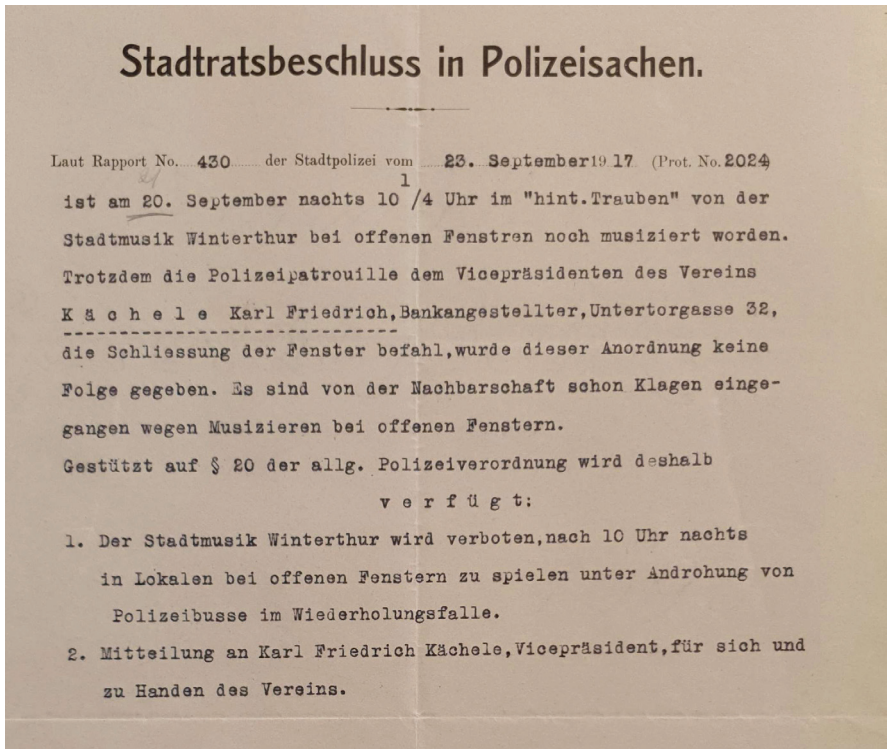 Stadtratsbeschluss in Polizeisachen.
Laut Rapport No. 430 der Stadtpolizei vom 23. September 1917 (Prot. No. 2024)
ist am 20. September nachts 10 1/4 Uhr im "hint.Trauben" von der
Stadtmusik Winterthur bei offenen Fenstren noch musiziert worden.
Trotzdem die Polizeipatrouille dem Vicepräsidenten des Vereins
K ä c h e l e Karl Friedrich, Bankangestellter, Untertorgasse 32,
die Schliessung der Fenster befahl, wurde dieser Anordnung keine
Folge gegeben. Es sind von der Nachbarschaft schon Klagen einge-
gangen wegen Musizieren bei offenen Fenstern.
Gestützt auf § 20 der allg. Polizeiverordnung wird deshalb
v e r f ü g t:
1. Der Stadtmusik Winterthur wird verboten, nach 10 Uhr nachts
in Lokalen bei offenen Fenstern zu spielen unter Androhung von
Polizeibusse im Wiederholungsfalle.
2. Mitteilung an Karl Friedrich Kächele, Vicepräsident, für sich und
zu Handen des Vereins.